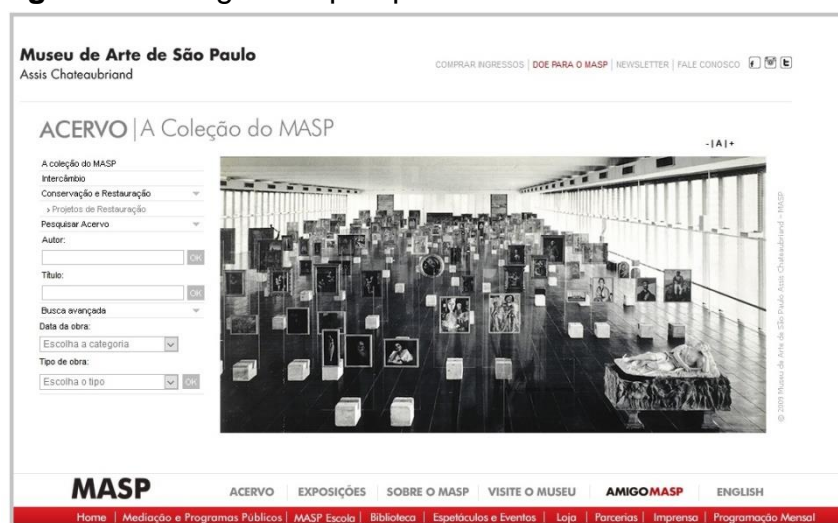 Museu de Arte de São Paulo
Assis Chateaubriand
COMPRAR INGRESSOS | DOE PARA O MASP | NEWSLETTER | FALE CONOSCO
ACERVO | A Coleção do MASP
- | A | +
A coleção do MASP
Intercâmbio
Conservação e Restauração
› Projetos de Restauração
Pesquisar Acervo
Autor:
OK
Título:
OK
Busca avançada
Data da obra:
Escolha a categoria
Tipo de obra:
Escolha o tipo OK
© 2009 Museu de Arte de São Paulo Assis Chateaubriand - MASP
MASP ACERVO EXPOSIÇÕES SOBRE O MASP VISITE O MUSEU AMIGOMASP ENGLISH
Home | Mediação e Programas Públicos | MASP Escola | Biblioteca | Espetáculos e Eventos | Loja | Parcerias | Imprensa | Programação Mensal